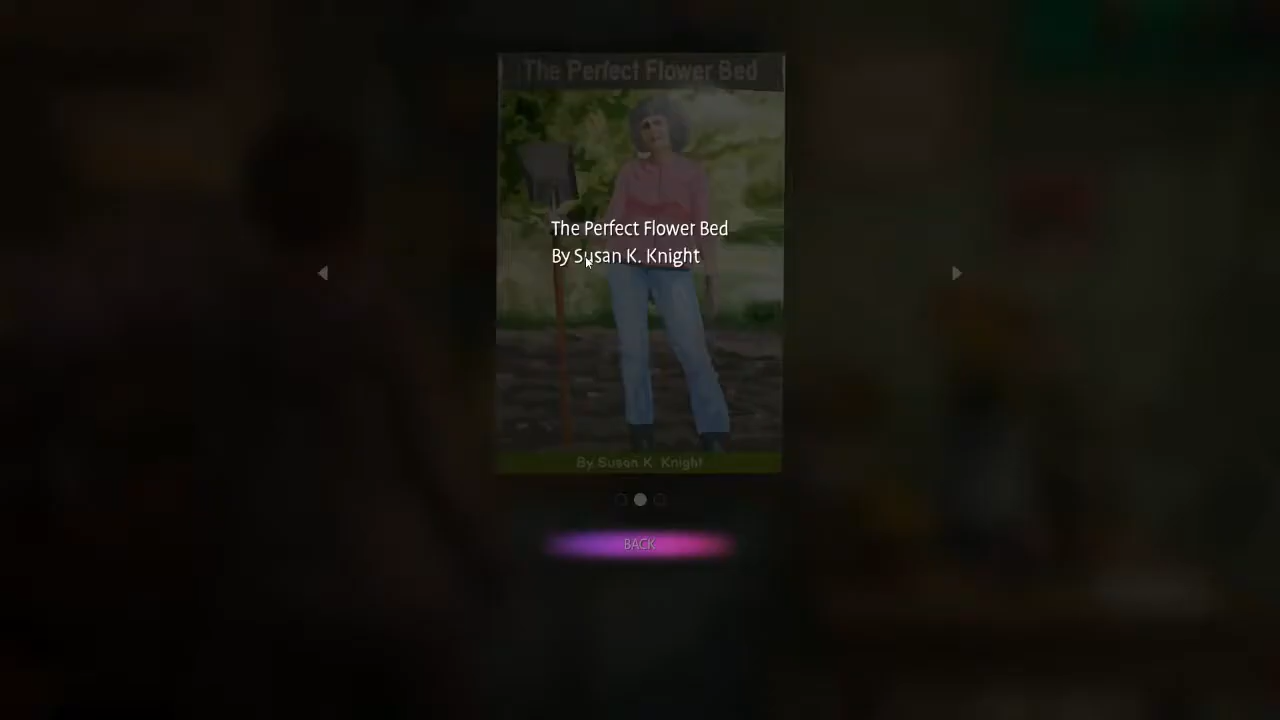 The Perfect Flower Bed
The Perfect Flower Bed
By Susan K. Knight
By Susan K. Knight
BACK